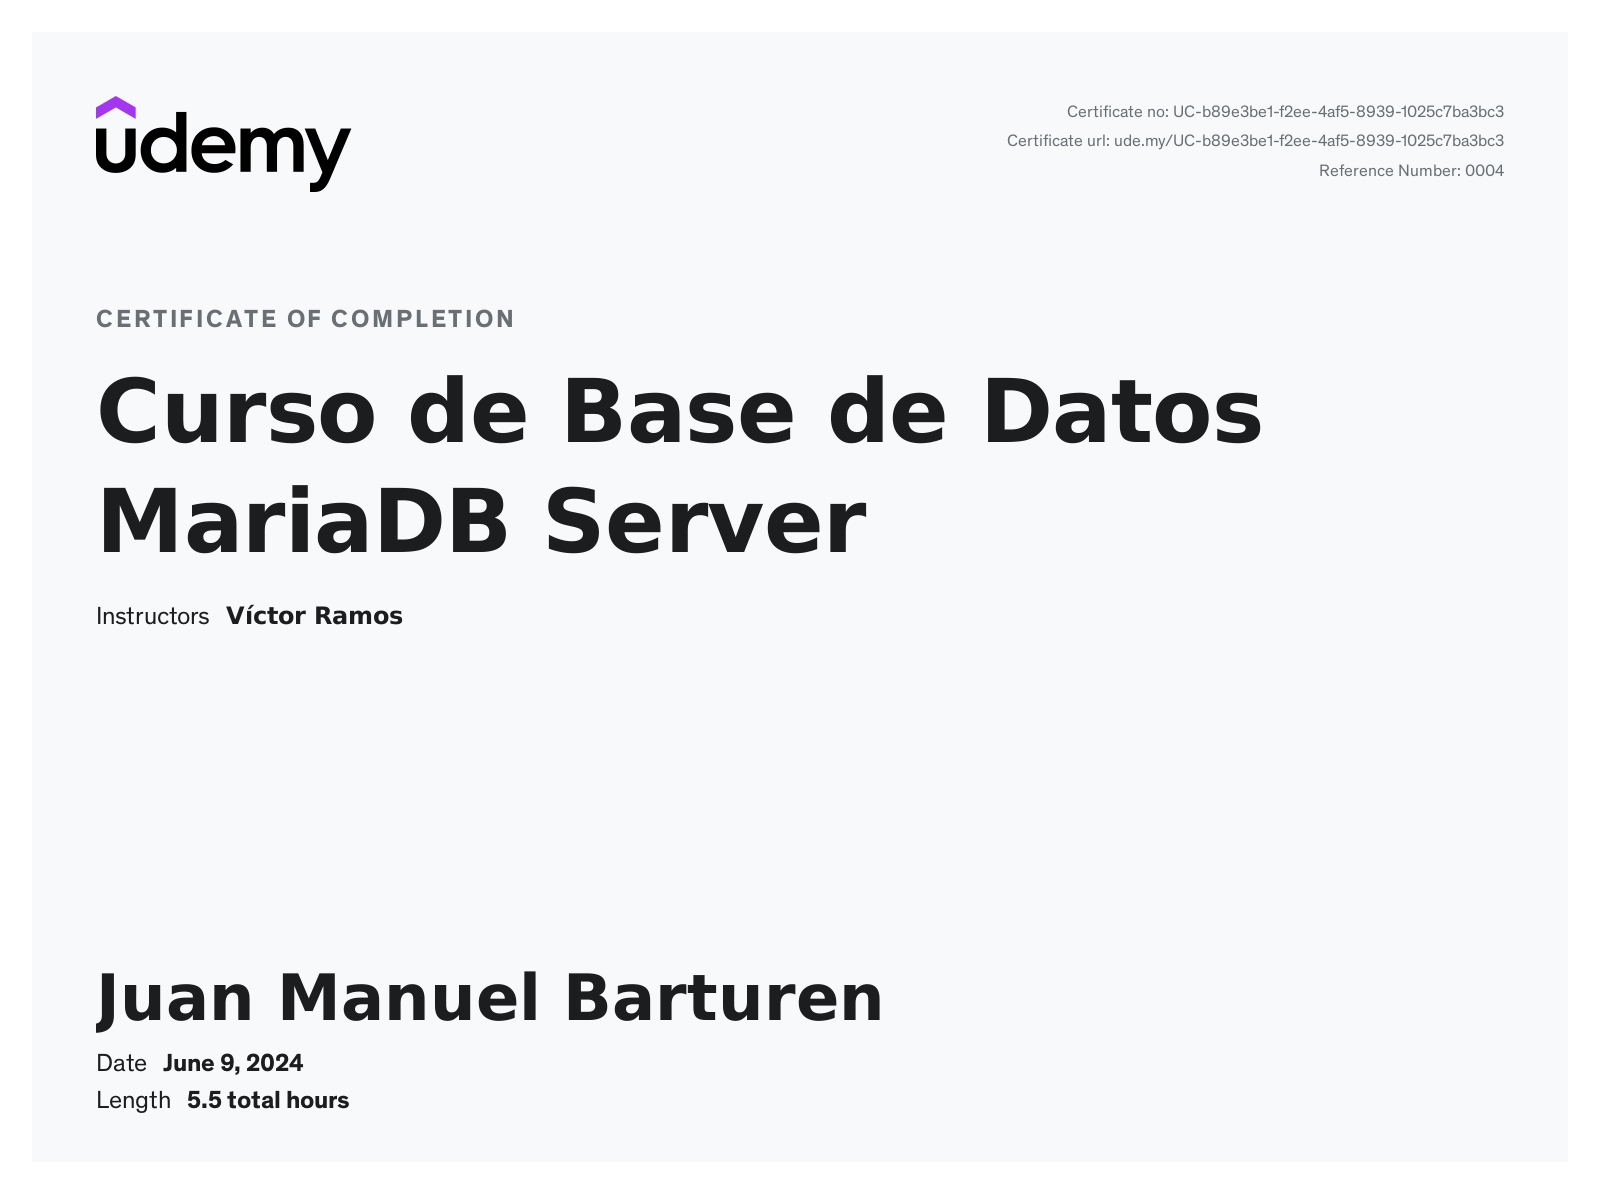 udemy
Certificate no: UC-b89e3be1-f2ee-4af5-8939-1025c7ba3bc3
Certificate url: ude.my/UC-b89e3be1-f2ee-4af5-8939-1025c7ba3bc3
Reference Number: 0004
CERTIFICATE OF COMPLETION
Curso de Base de Datos
MariaDB Server
Instructors Víctor Ramos
Juan Manuel Barturen
Date June 9, 2024
Length 5.5 total hours